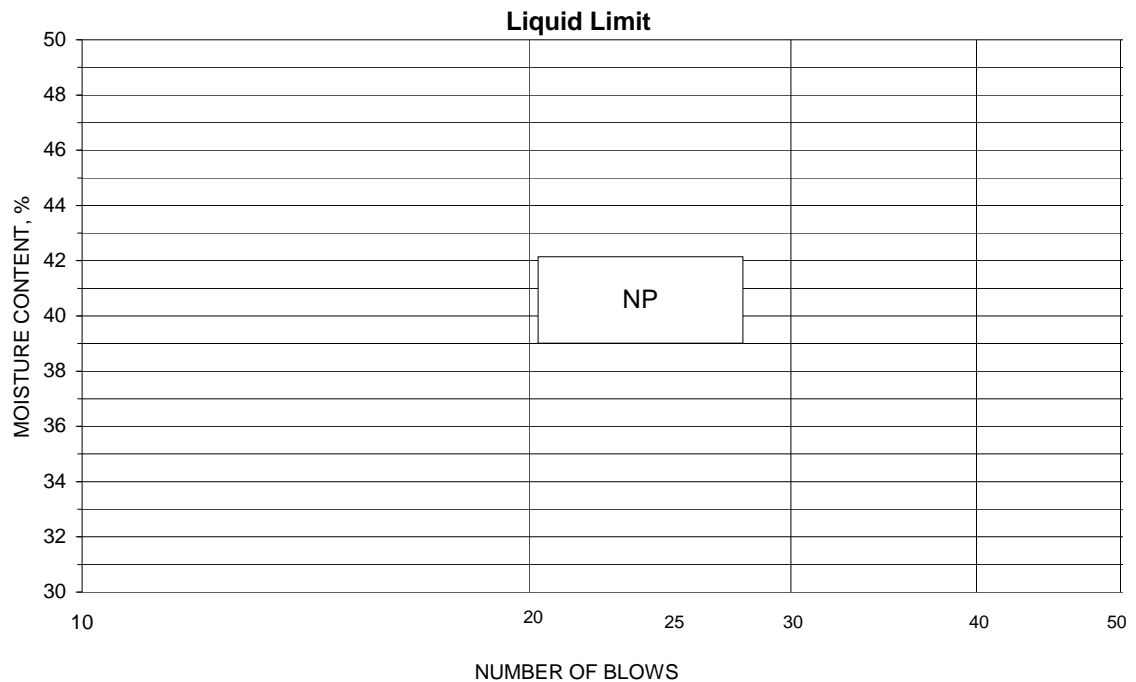 Liquid Limit
50
48
46
44
42
40
38
36
34
32
30
MOISTURE CONTENT, %
NP
10 20 25 30 40 50
NUMBER OF BLOWS